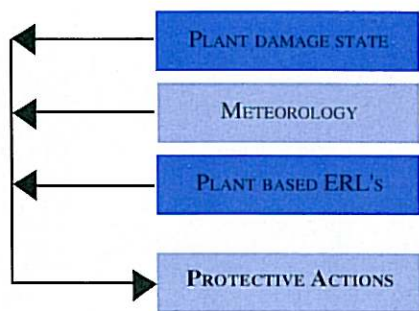 PLANT DAMAGE STATE
METEOROLOGY
PLANT BASED ERL'S
PROTECTIVE ACTIONS